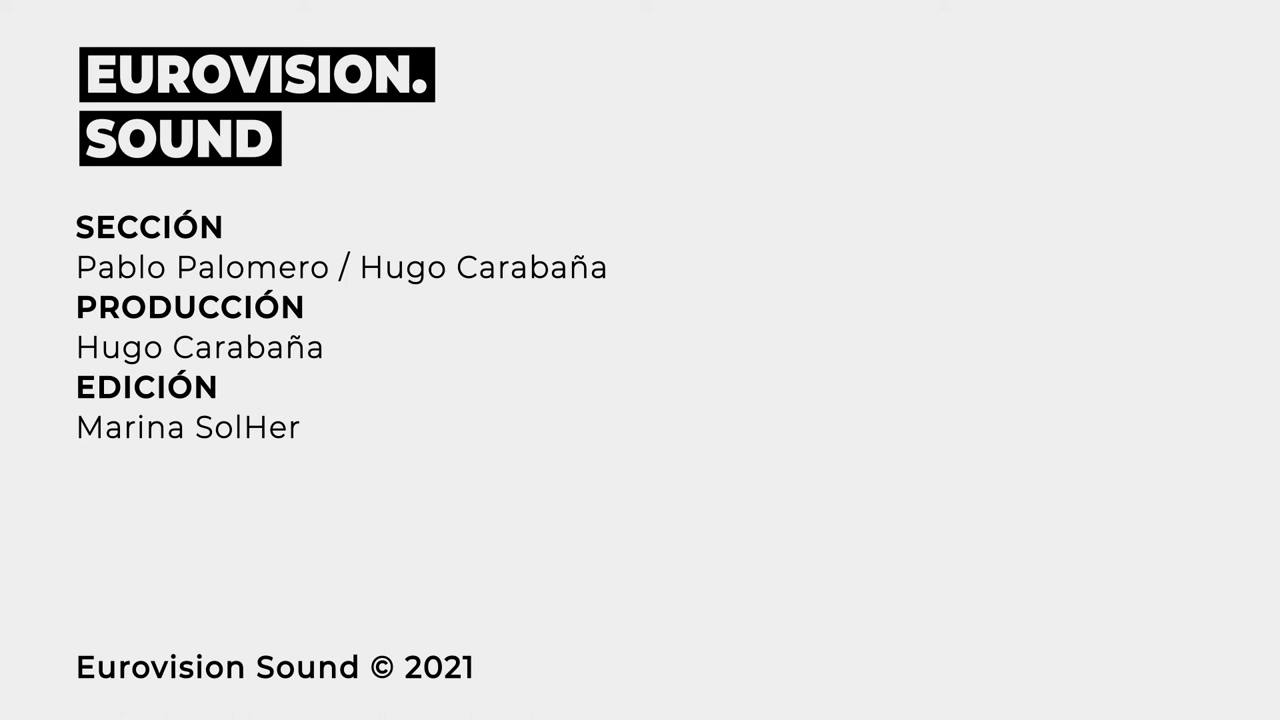 EUROVISION.
SOUND
SECCIÓN
Pablo Palomero / Hugo Carabaña
PRODUCCIÓN
Hugo Carabaña
EDICIÓN
Marina SolHer
Eurovision Sound © 2021